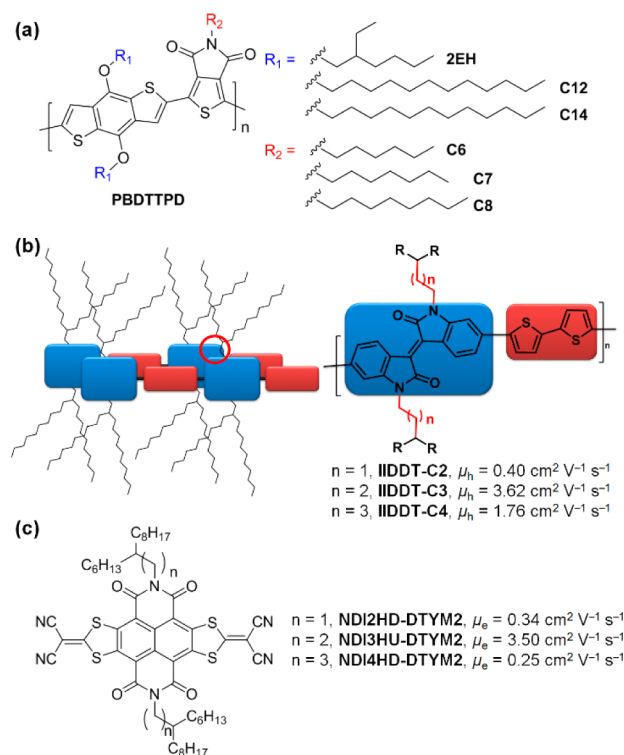 (a)
R₂
O N O
R₁ = 2EH
R₁
O
C12
S
S
S
C14
n
O
R₁
R₂ = C6
PBDTTPD
C7
C8
(b)
R R
n
N
O
S
S
n
O
N
n
R R
n = 1, IIDDT-C2, μₕ = 0.40 cm² V⁻¹ s⁻¹
n = 2, IIDDT-C3, μₕ = 3.62 cm² V⁻¹ s⁻¹
n = 3, IIDDT-C4, μₕ = 1.76 cm² V⁻¹ s⁻¹
(c)
C₈H₁₇
C₆H₁₃ n
O N O
NC S S CN
n = 1, NDI2HD-DTYM2, μₑ = 0.34 cm² V⁻¹ s⁻¹
n = 2, NDI3HU-DTYM2, μₑ = 3.50 cm² V⁻¹ s⁻¹
CN S S CN
n = 3, NDI4HD-DTYM2, μₑ = 0.25 cm² V⁻¹ s⁻¹
O N O
n C₆H₁₃
C₈H₁₇